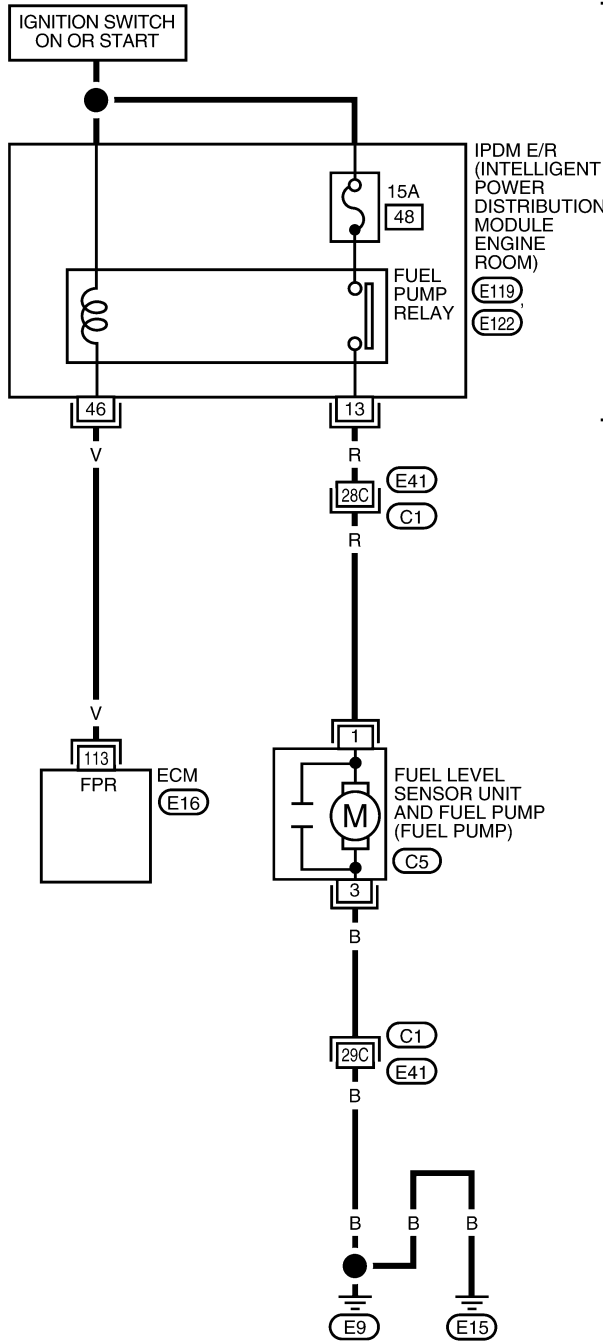 IGNITION SWITCH
ON OR START
IPDM E/R
(INTELLIGENT
POWER
DISTRIBUTION
MODULE
ENGINE
ROOM)
E119
,
E122
15A
48
FUEL
PUMP
RELAY
46
13
V
R
28C
E41
C1
R
V
113
FPR
ECM
E16
1
M
FUEL LEVEL
SENSOR UNIT
AND FUEL PUMP
(FUEL PUMP)
C5
3
B
29C
C1
E41
B
B
B
B
E9
E15